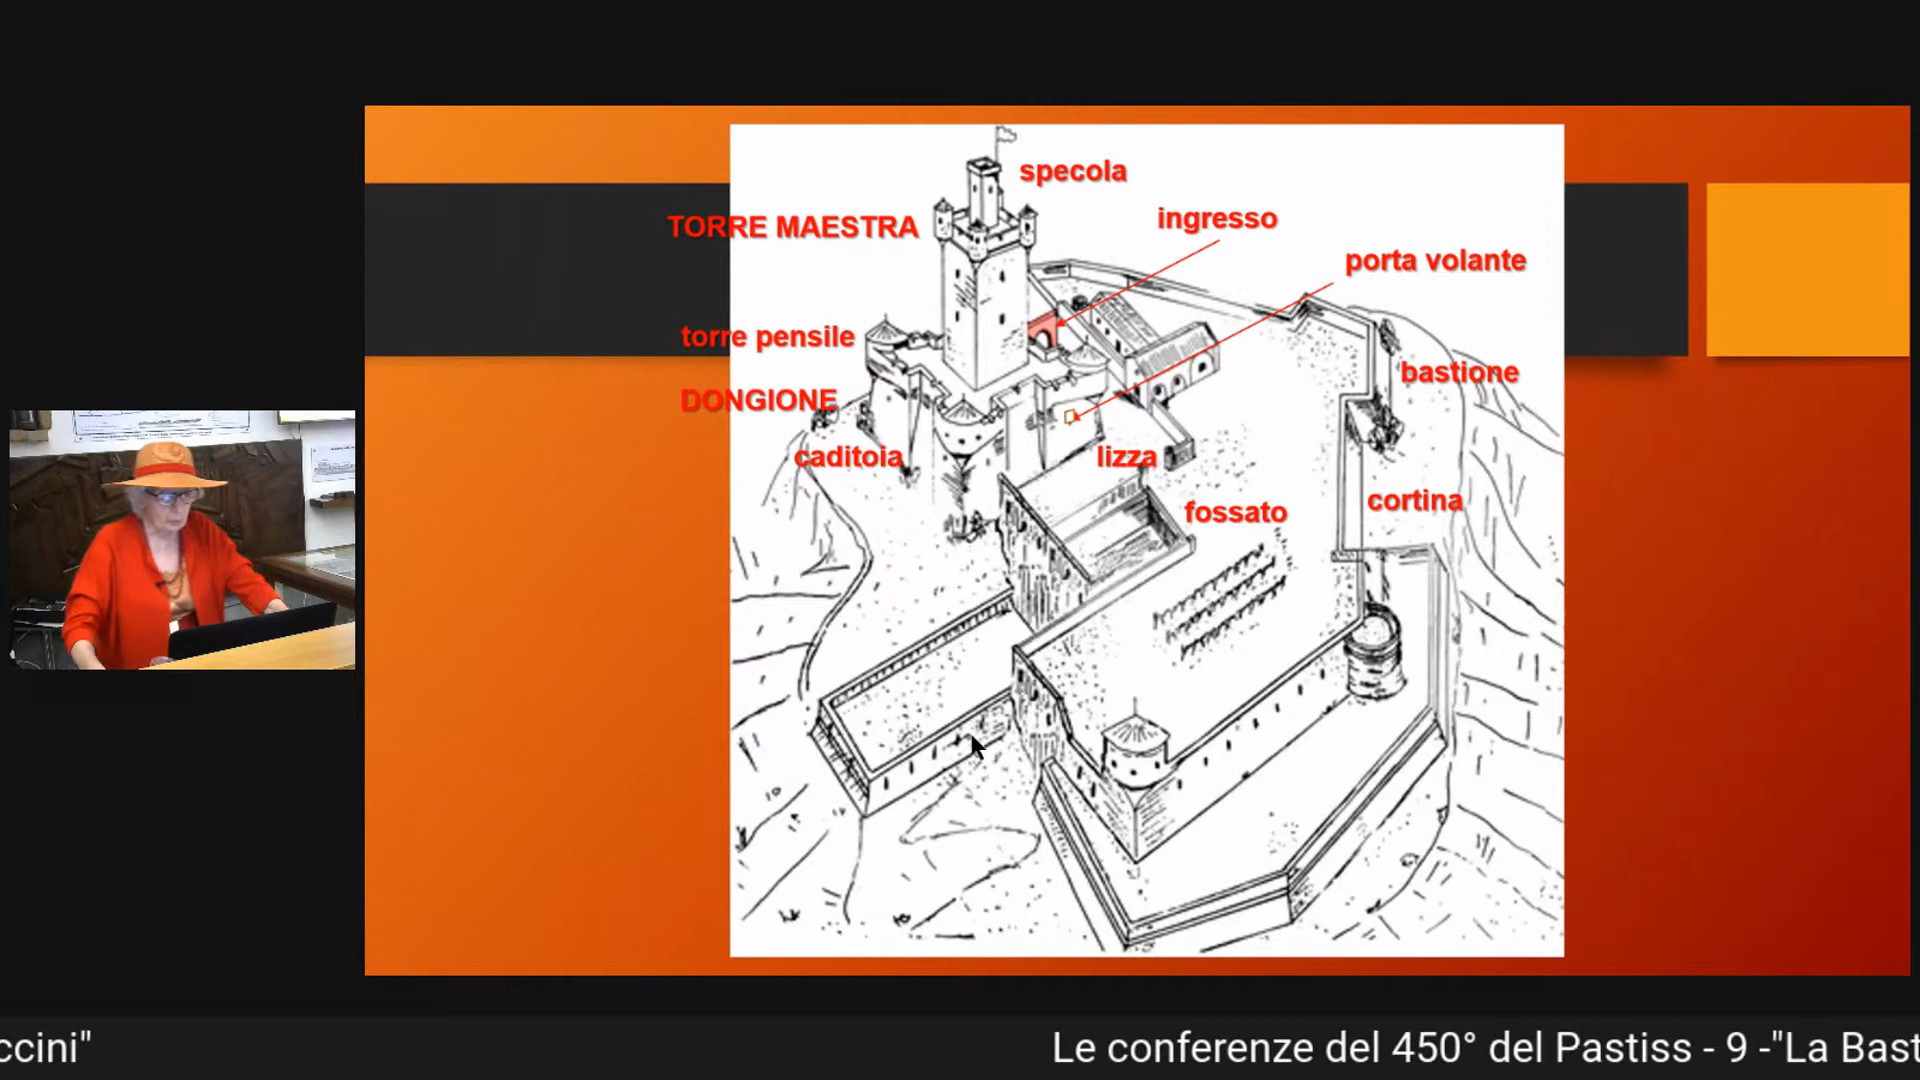 specola
TORRE MAESTRA
ingresso
porta volante
torre pensile
bastione
DONGIONE
caditoia
lizza
cortina
fossato
ccini"
Le conferenze del 450° del Pastiss - 9 -"La Bast